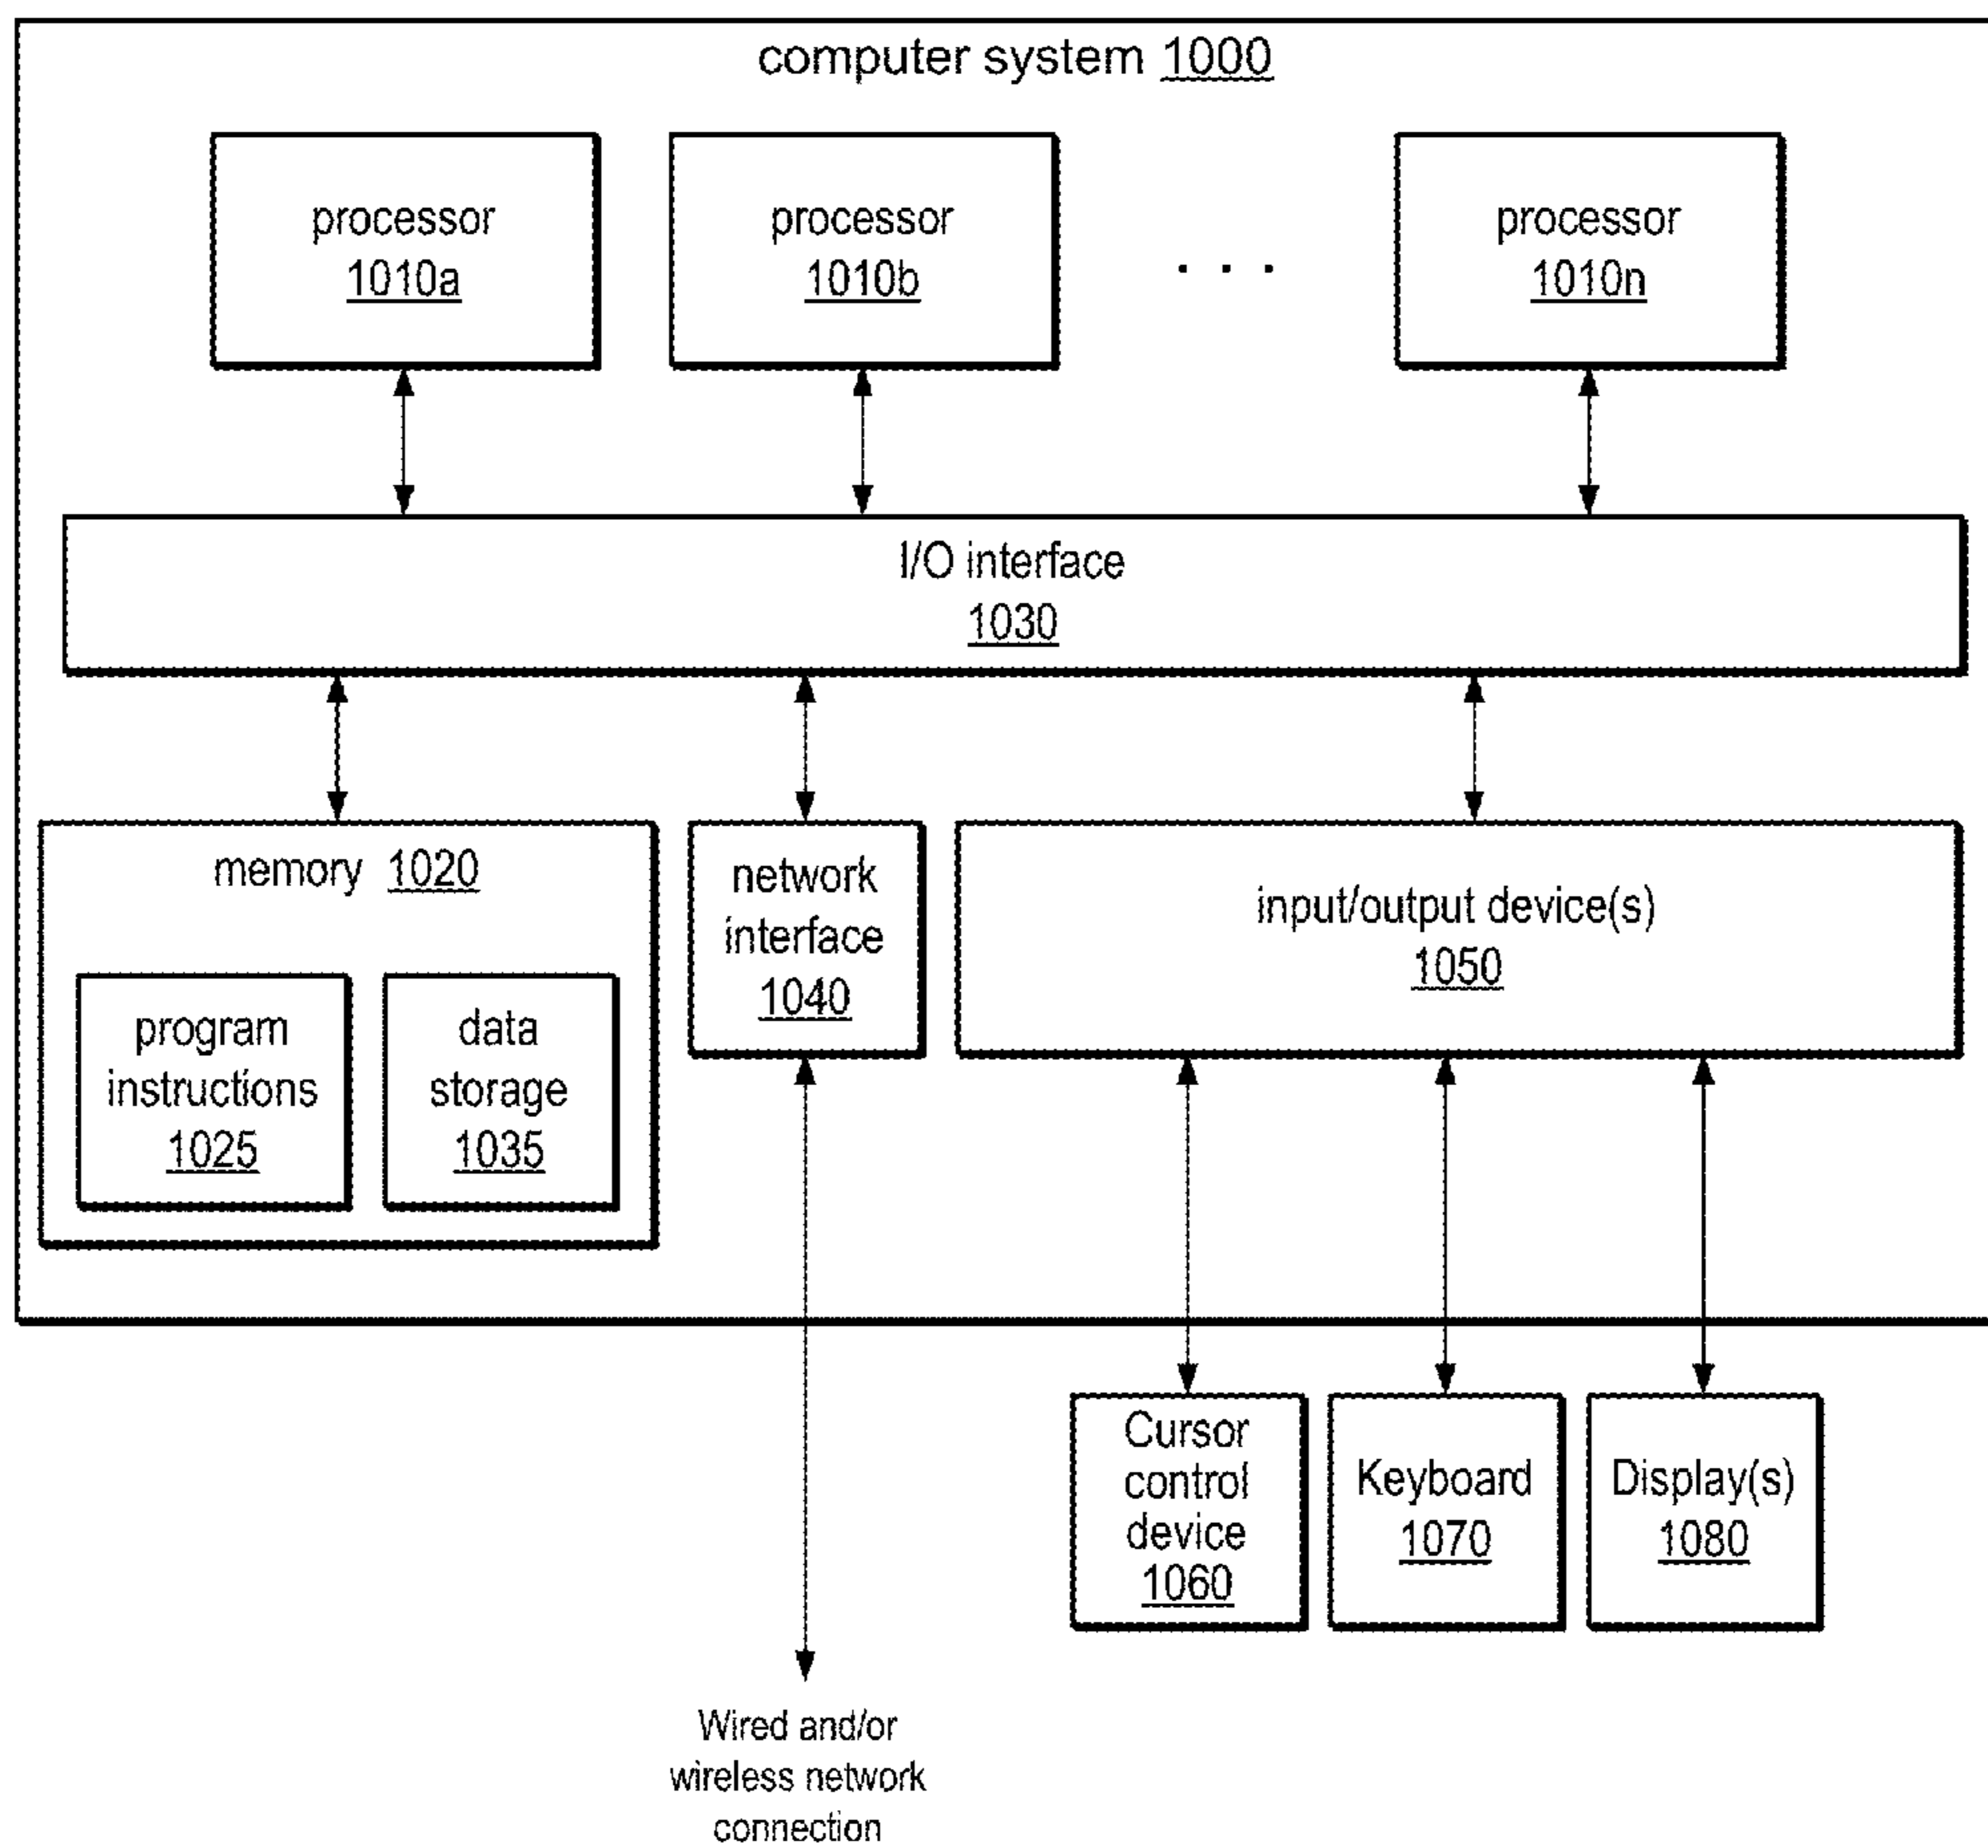 computer system 1000
processor
1010a
processor
1010b
. . .
processor
1010n
I/O interface
1030
memory 1020
program
instructions
1025
data
storage
1035
network
interface
1040
input/output device(s)
1050
Cursor
control
device
1060
Keyboard
1070
Display(s)
1080
Wired and/or
wireless network
connection